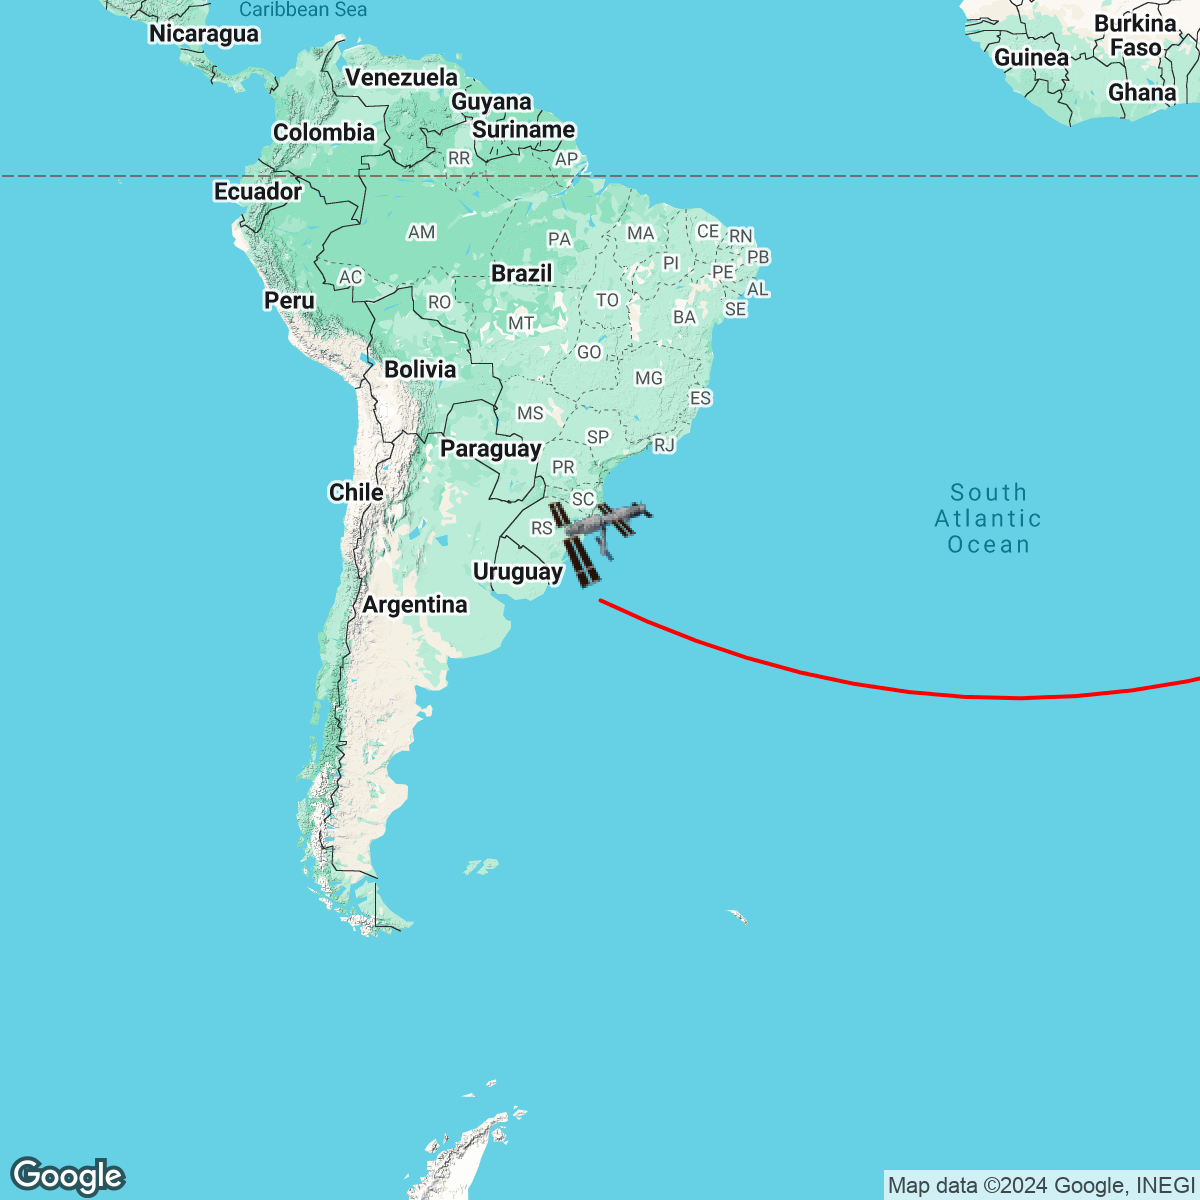 Caribbean Sea
Nicaragua
Burkina
Faso
Guinea
Venezuela
Ghana
Guyana
Colombia
Suriname
RR
AP
Ecuador
AM
PA
MA
CE
RN
PB
PI
PE
AC
Brazil
AL
Peru
RO
TO
SE
MT
BA
GO
Bolivia
MG
ES
MS
SP
RJ
Paraguay
PR
Chile
SC
South
Atlantic
Ocean
RS
Uruguay
Argentina
Google
Map data ©2024 Google, INEGI